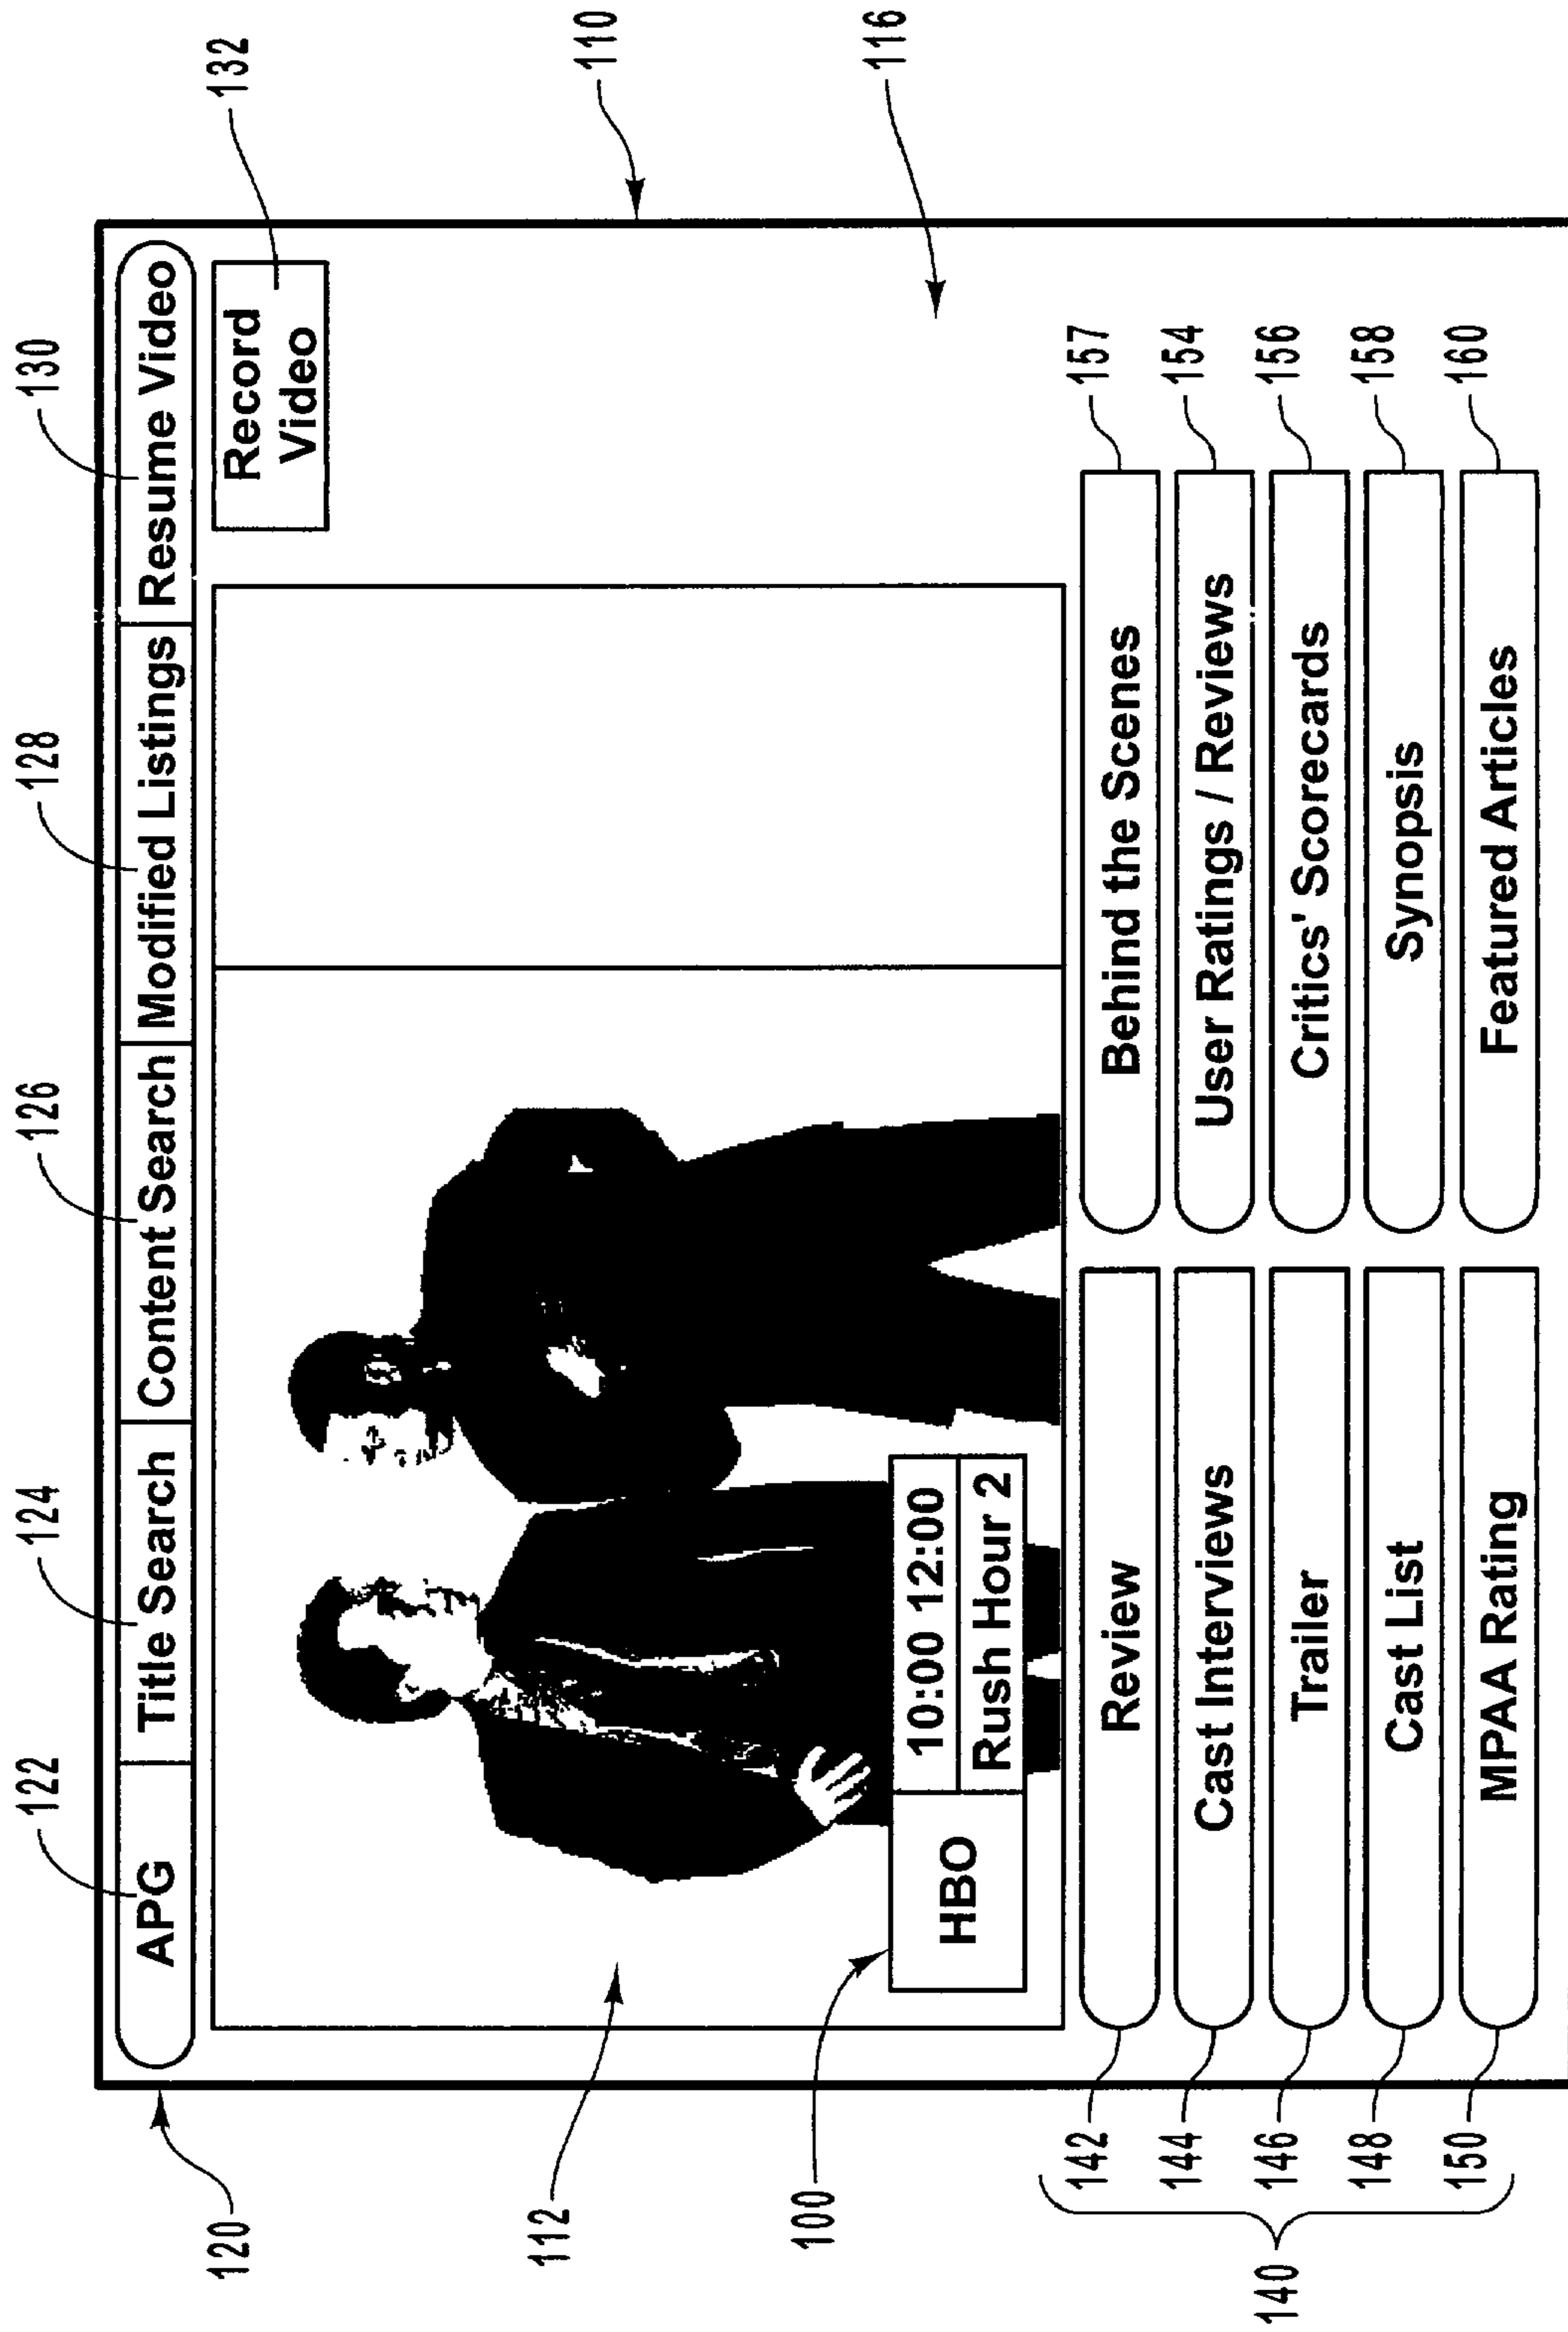 122
124
126
128
130
120
APG
Title Search
Content Search
Modified Listings
Resume Video
132
Record
Video
110
112
116
100
HBO
10:00 12:00
Rush Hour 2
140
142
Review
Behind the Scenes
157
144
Cast Interviews
User Ratings / Reviews
154
146
Trailer
Critics' Scorecards
156
148
Cast List
Synopsis
158
150
MPAA Rating
Featured Articles
160